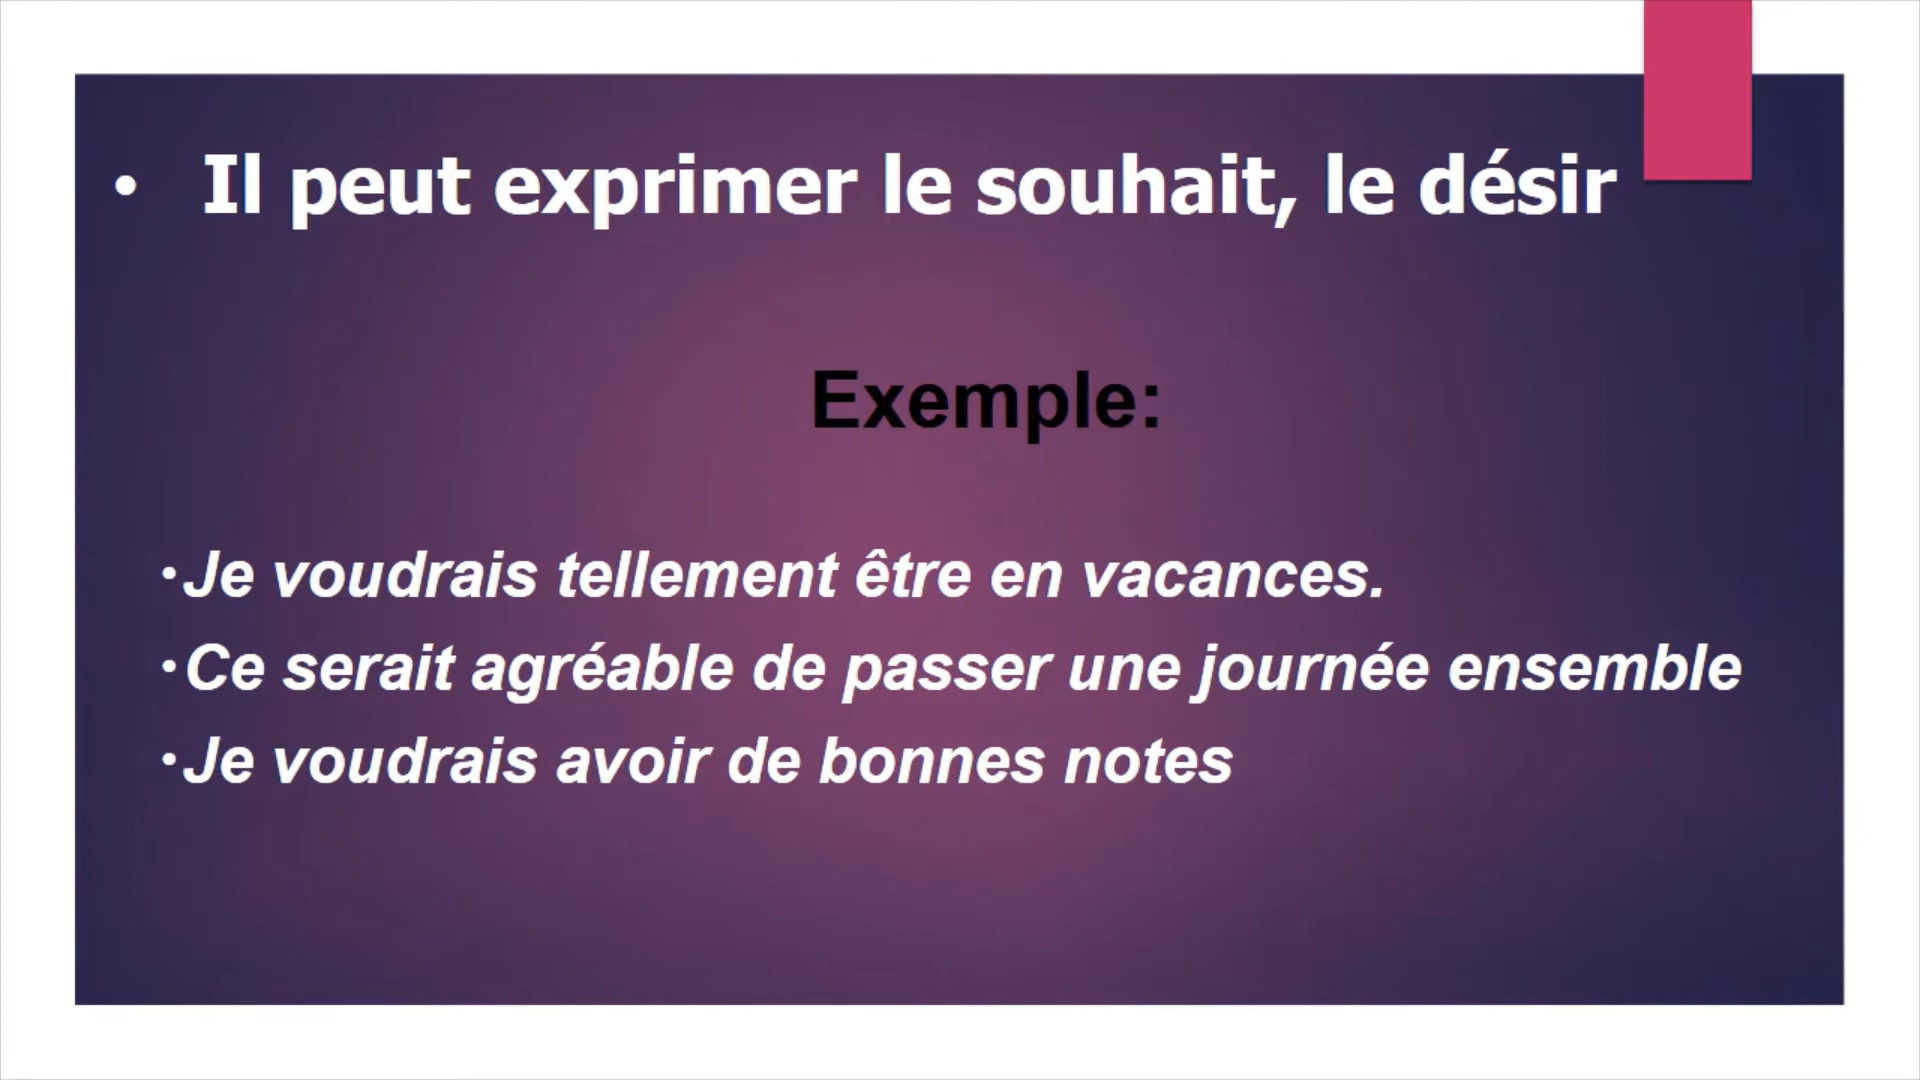 • Il peut exprimer le souhait, le désir
Exemple:
• Je voudrais tellement être en vacances.
• Ce serait agréable de passer une journée ensemble
• Je voudrais avoir de bonnes notes